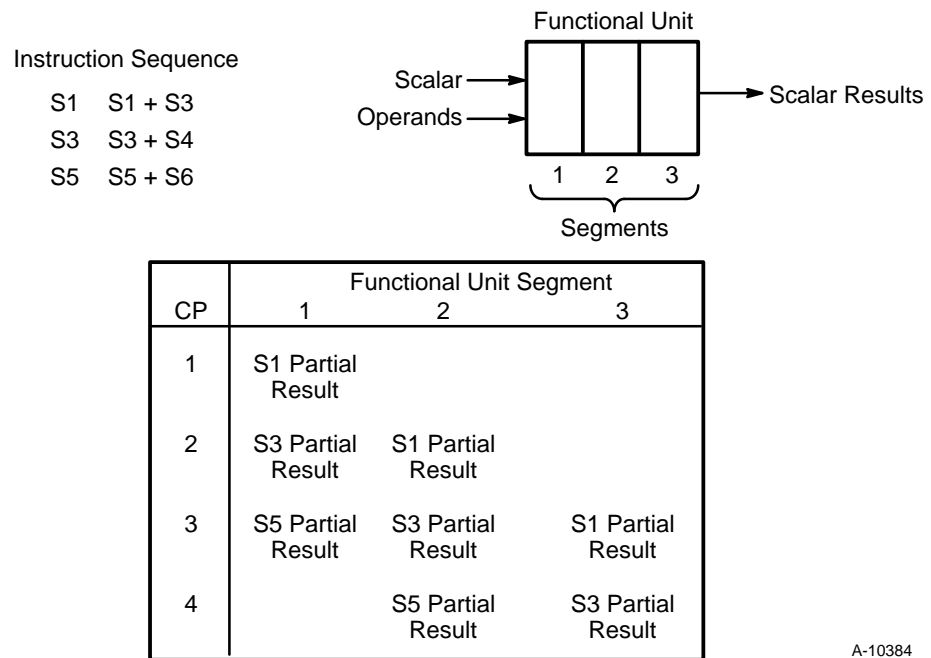 Functional Unit
Instruction Sequence
S1 S1 + S3
S3 S3 + S4
S5 S5 + S6
Scalar
Operands
Scalar Results
1 2 3
Segments
Functional Unit Segment
CP 1 2 3
1 S1 Partial
Result
2 S3 Partial S1 Partial
Result Result
3 S5 Partial S3 Partial S1 Partial
Result Result Result
4 S5 Partial S3 Partial
Result Result
A-10384